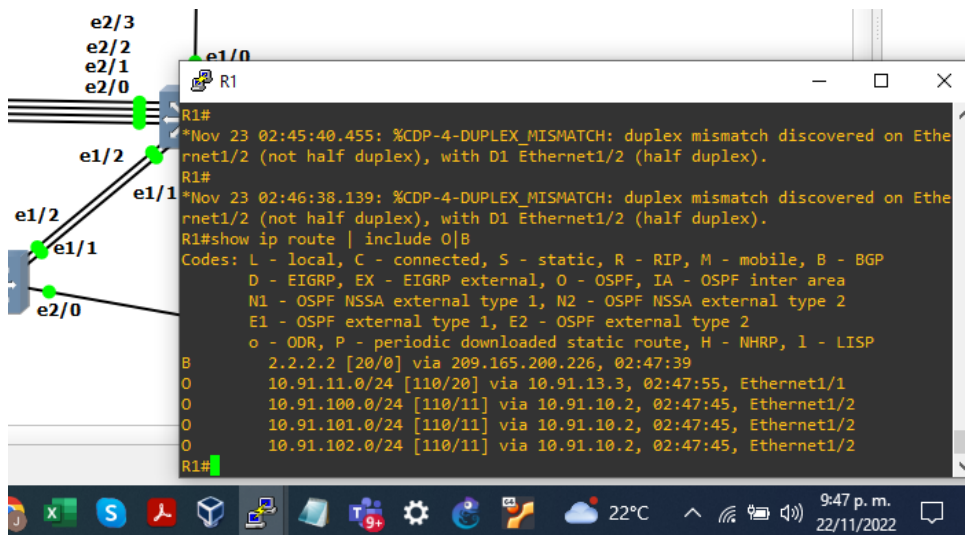 e2/3
e2/2
e2/1
e2/0
e1/0
e1/2
e1/1
e1/2
e1/1
e2/0
R1
R1#
*Nov 23 02:45:40.455: %CDP-4-DUPLEX_MISMATCH: duplex mismatch discovered on Ethe
rnet1/2 (not half duplex), with D1 Ethernet1/2 (half duplex).
R1#
*Nov 23 02:46:38.139: %CDP-4-DUPLEX_MISMATCH: duplex mismatch discovered on Ethe
rnet1/2 (not half duplex), with D1 Ethernet1/2 (half duplex).
R1#show ip route | include O|B
Codes: L - local, C - connected, S - static, R - RIP, M - mobile, B - BGP
D - EIGRP, EX - EIGRP external, O - OSPF, IA - OSPF inter area
N1 - OSPF NSSA external type 1, N2 - OSPF NSSA external type 2
E1 - OSPF external type 1, E2 - OSPF external type 2
o - ODR, P - periodic downloaded static route, H - NHRP, l - LISP
B 2.2.2.2 [20/0] via 209.165.200.226, 02:47:39
O 10.91.11.0/24 [110/20] via 10.91.13.3, 02:47:55, Ethernet1/1
O 10.91.100.0/24 [110/11] via 10.91.10.2, 02:47:45, Ethernet1/2
O 10.91.101.0/24 [110/11] via 10.91.10.2, 02:47:45, Ethernet1/2
O 10.91.102.0/24 [110/11] via 10.91.10.2, 02:47:45, Ethernet1/2
R1#
22°C
9:47 p. m.
22/11/2022
9+
64